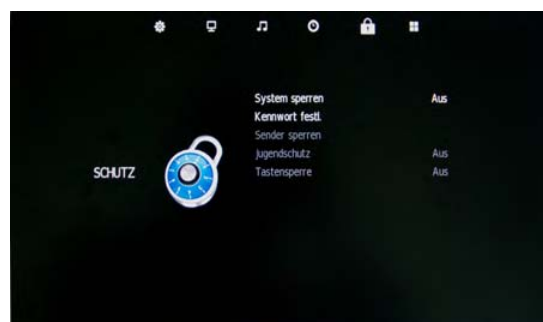 System sperren Aus
Kennwort festl.
Sender sperren
Jugendschutz Aus
Tastensperre Aus
SCHUTZ